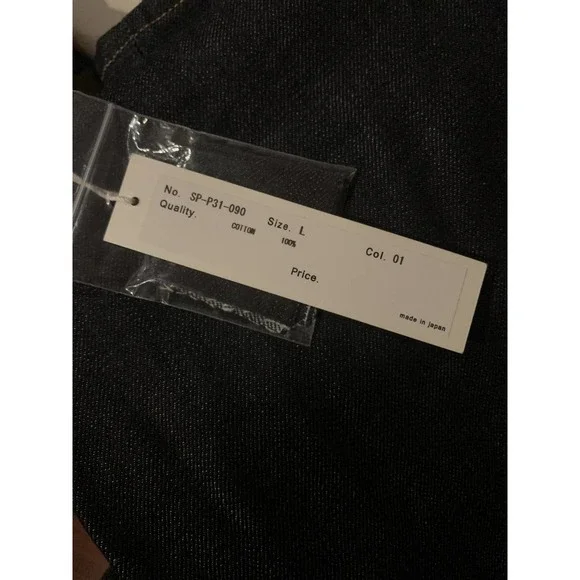 No. SP-P31-090 Size. L Col. 01
Quality. COTTON 100%
Price.
made in japan